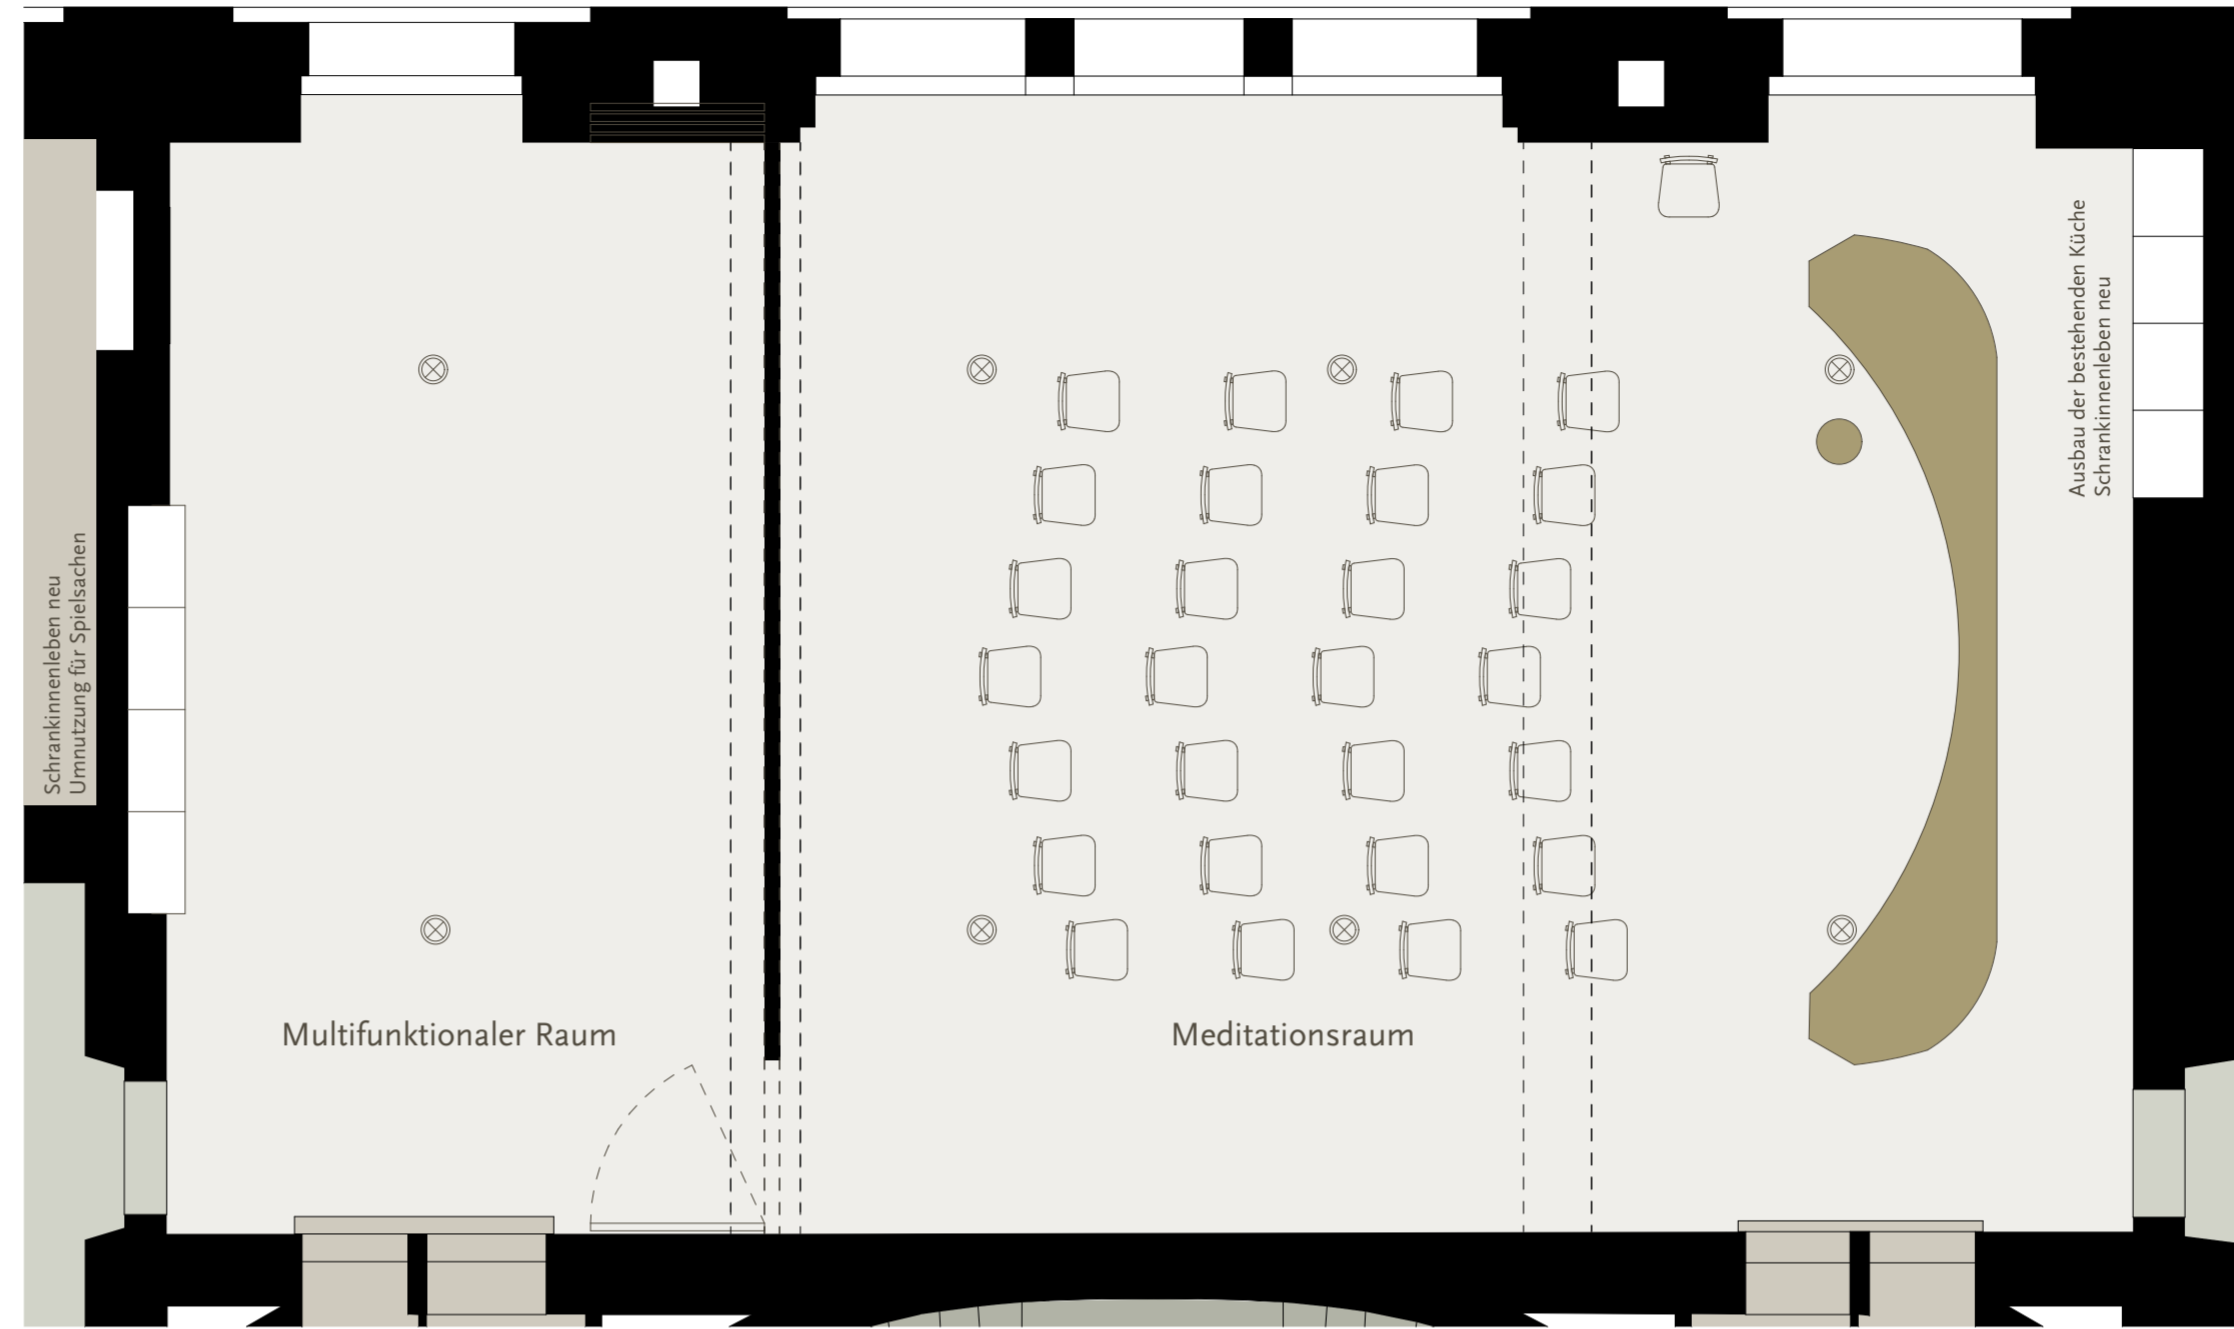 Schrankinnenleben neu
Umnutzung für Spielsachen
Multifunktionaler Raum
Meditationsraum
Ausbau der bestehenden Küche
Schrankinnenleben neu